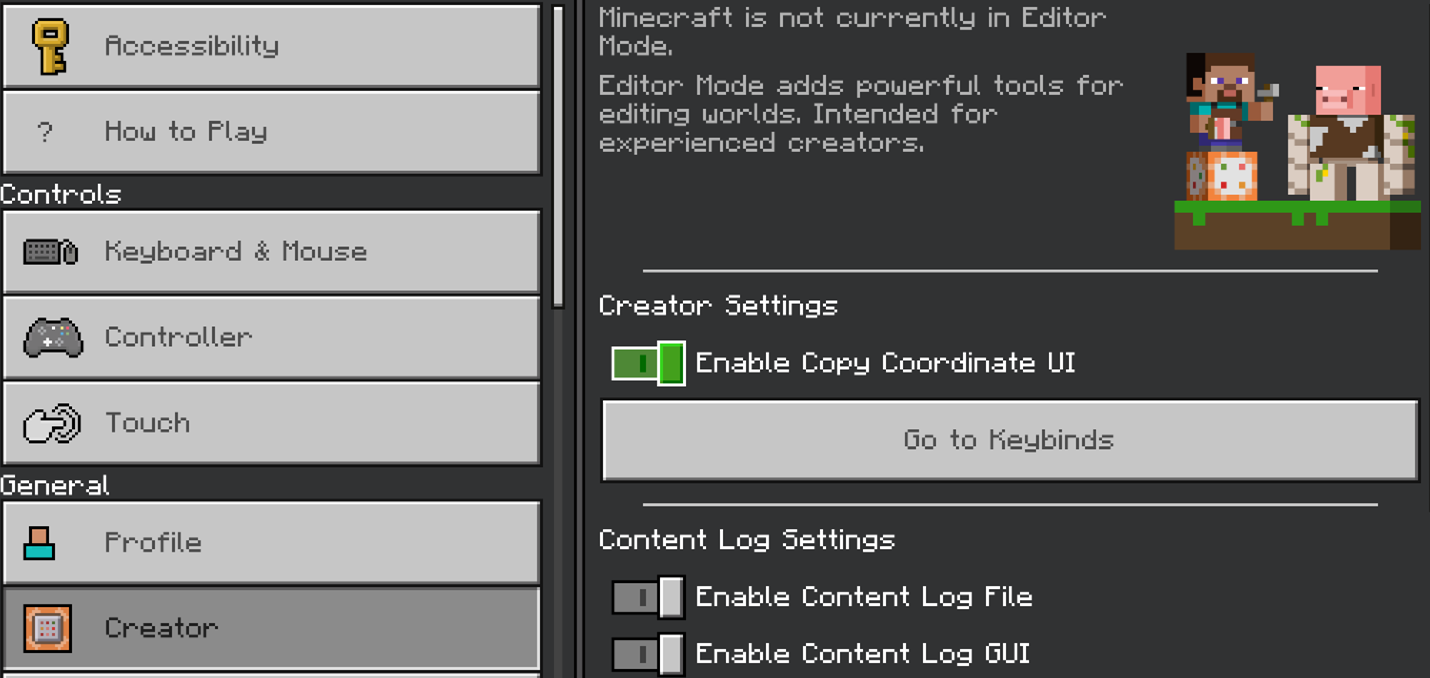 Accessibility
? How to Play
Controls
Keyboard & Mouse
Controller
Touch
General
Profile
Creator
Minecraft is not currently in Editor
Mode.
Editor Mode adds powerful tools for
editing worlds. Intended for
experienced creators.
Creator Settings
Enable Copy Coordinate UI
Go to Keybinds
Content Log Settings
Enable Content Log File
Enable Content Log GUI